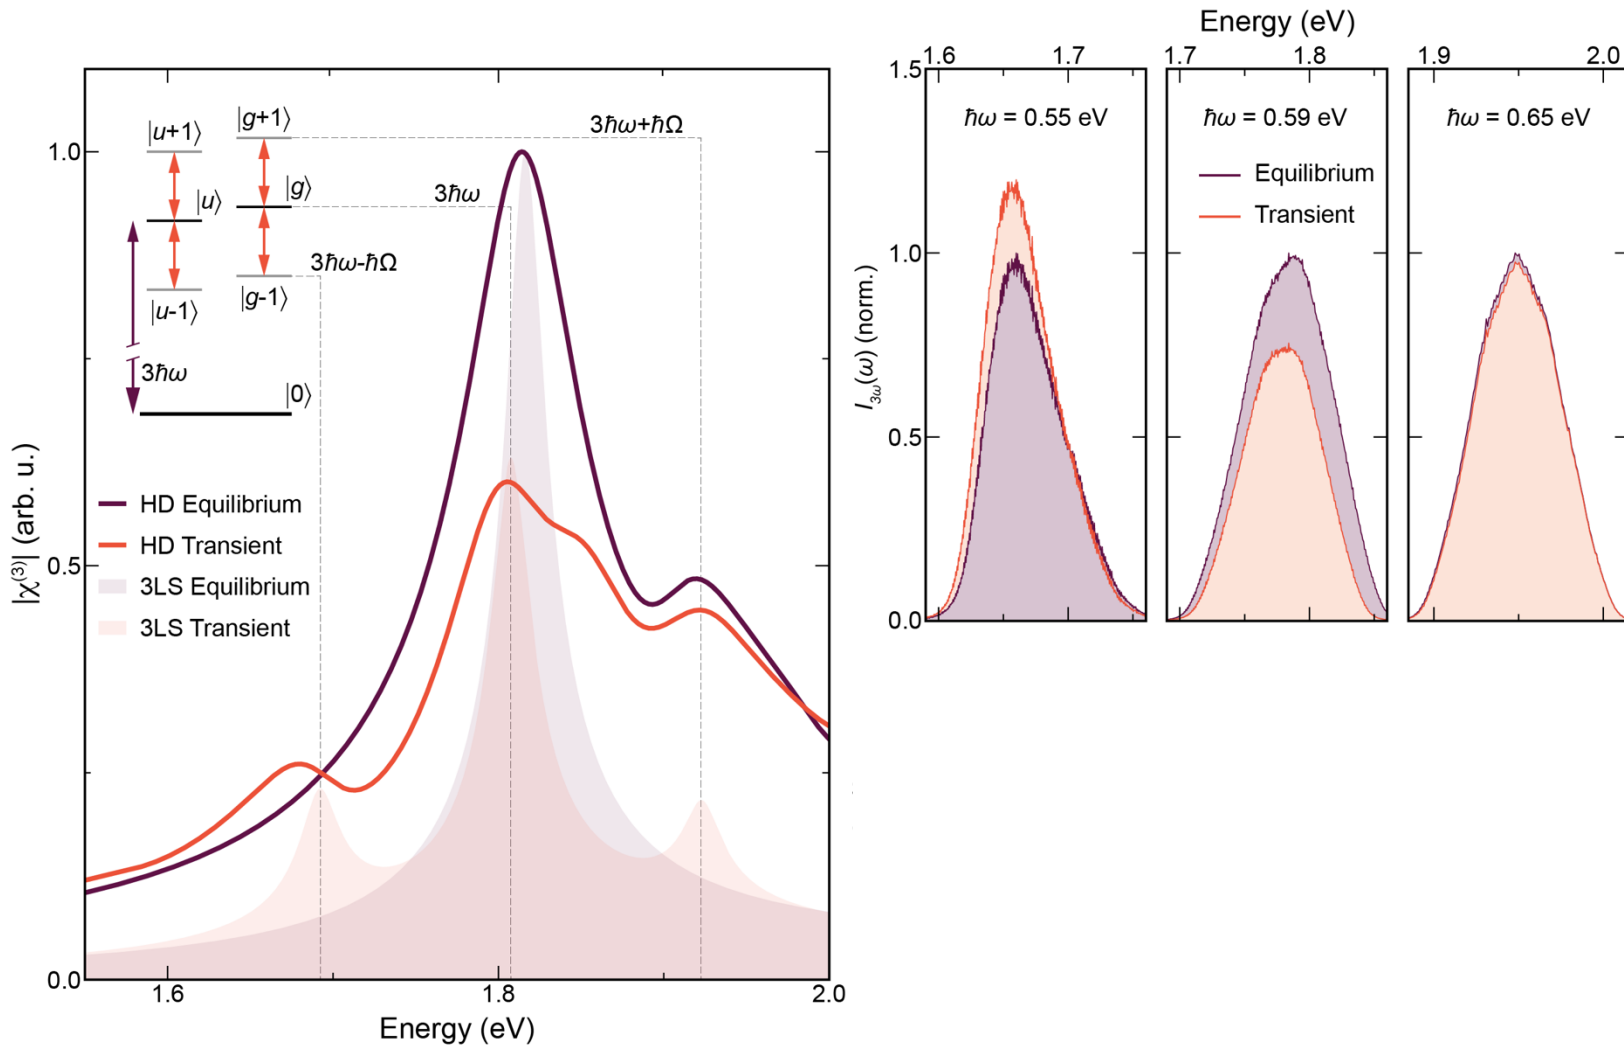 |χ⁽³⁾| (arb. u.)
1.0
0.5
0.0
1.6
1.8
2.0
Energy (eV)
|u+1⟩
|g+1⟩
3ħω+ħΩ
|u⟩
|g⟩
3ħω
3ħω-ħΩ
|u-1⟩
|g-1⟩
3ħω
|0⟩
HD Equilibrium
HD Transient
3LS Equilibrium
3LS Transient
Energy (eV)
1.6
1.7
1.7
1.8
1.9
2.0
I₃ω(ω) (norm.)
1.5
1.0
0.5
0.0
ħω = 0.55 eV
ħω = 0.59 eV
ħω = 0.65 eV
Equilibrium
Transient